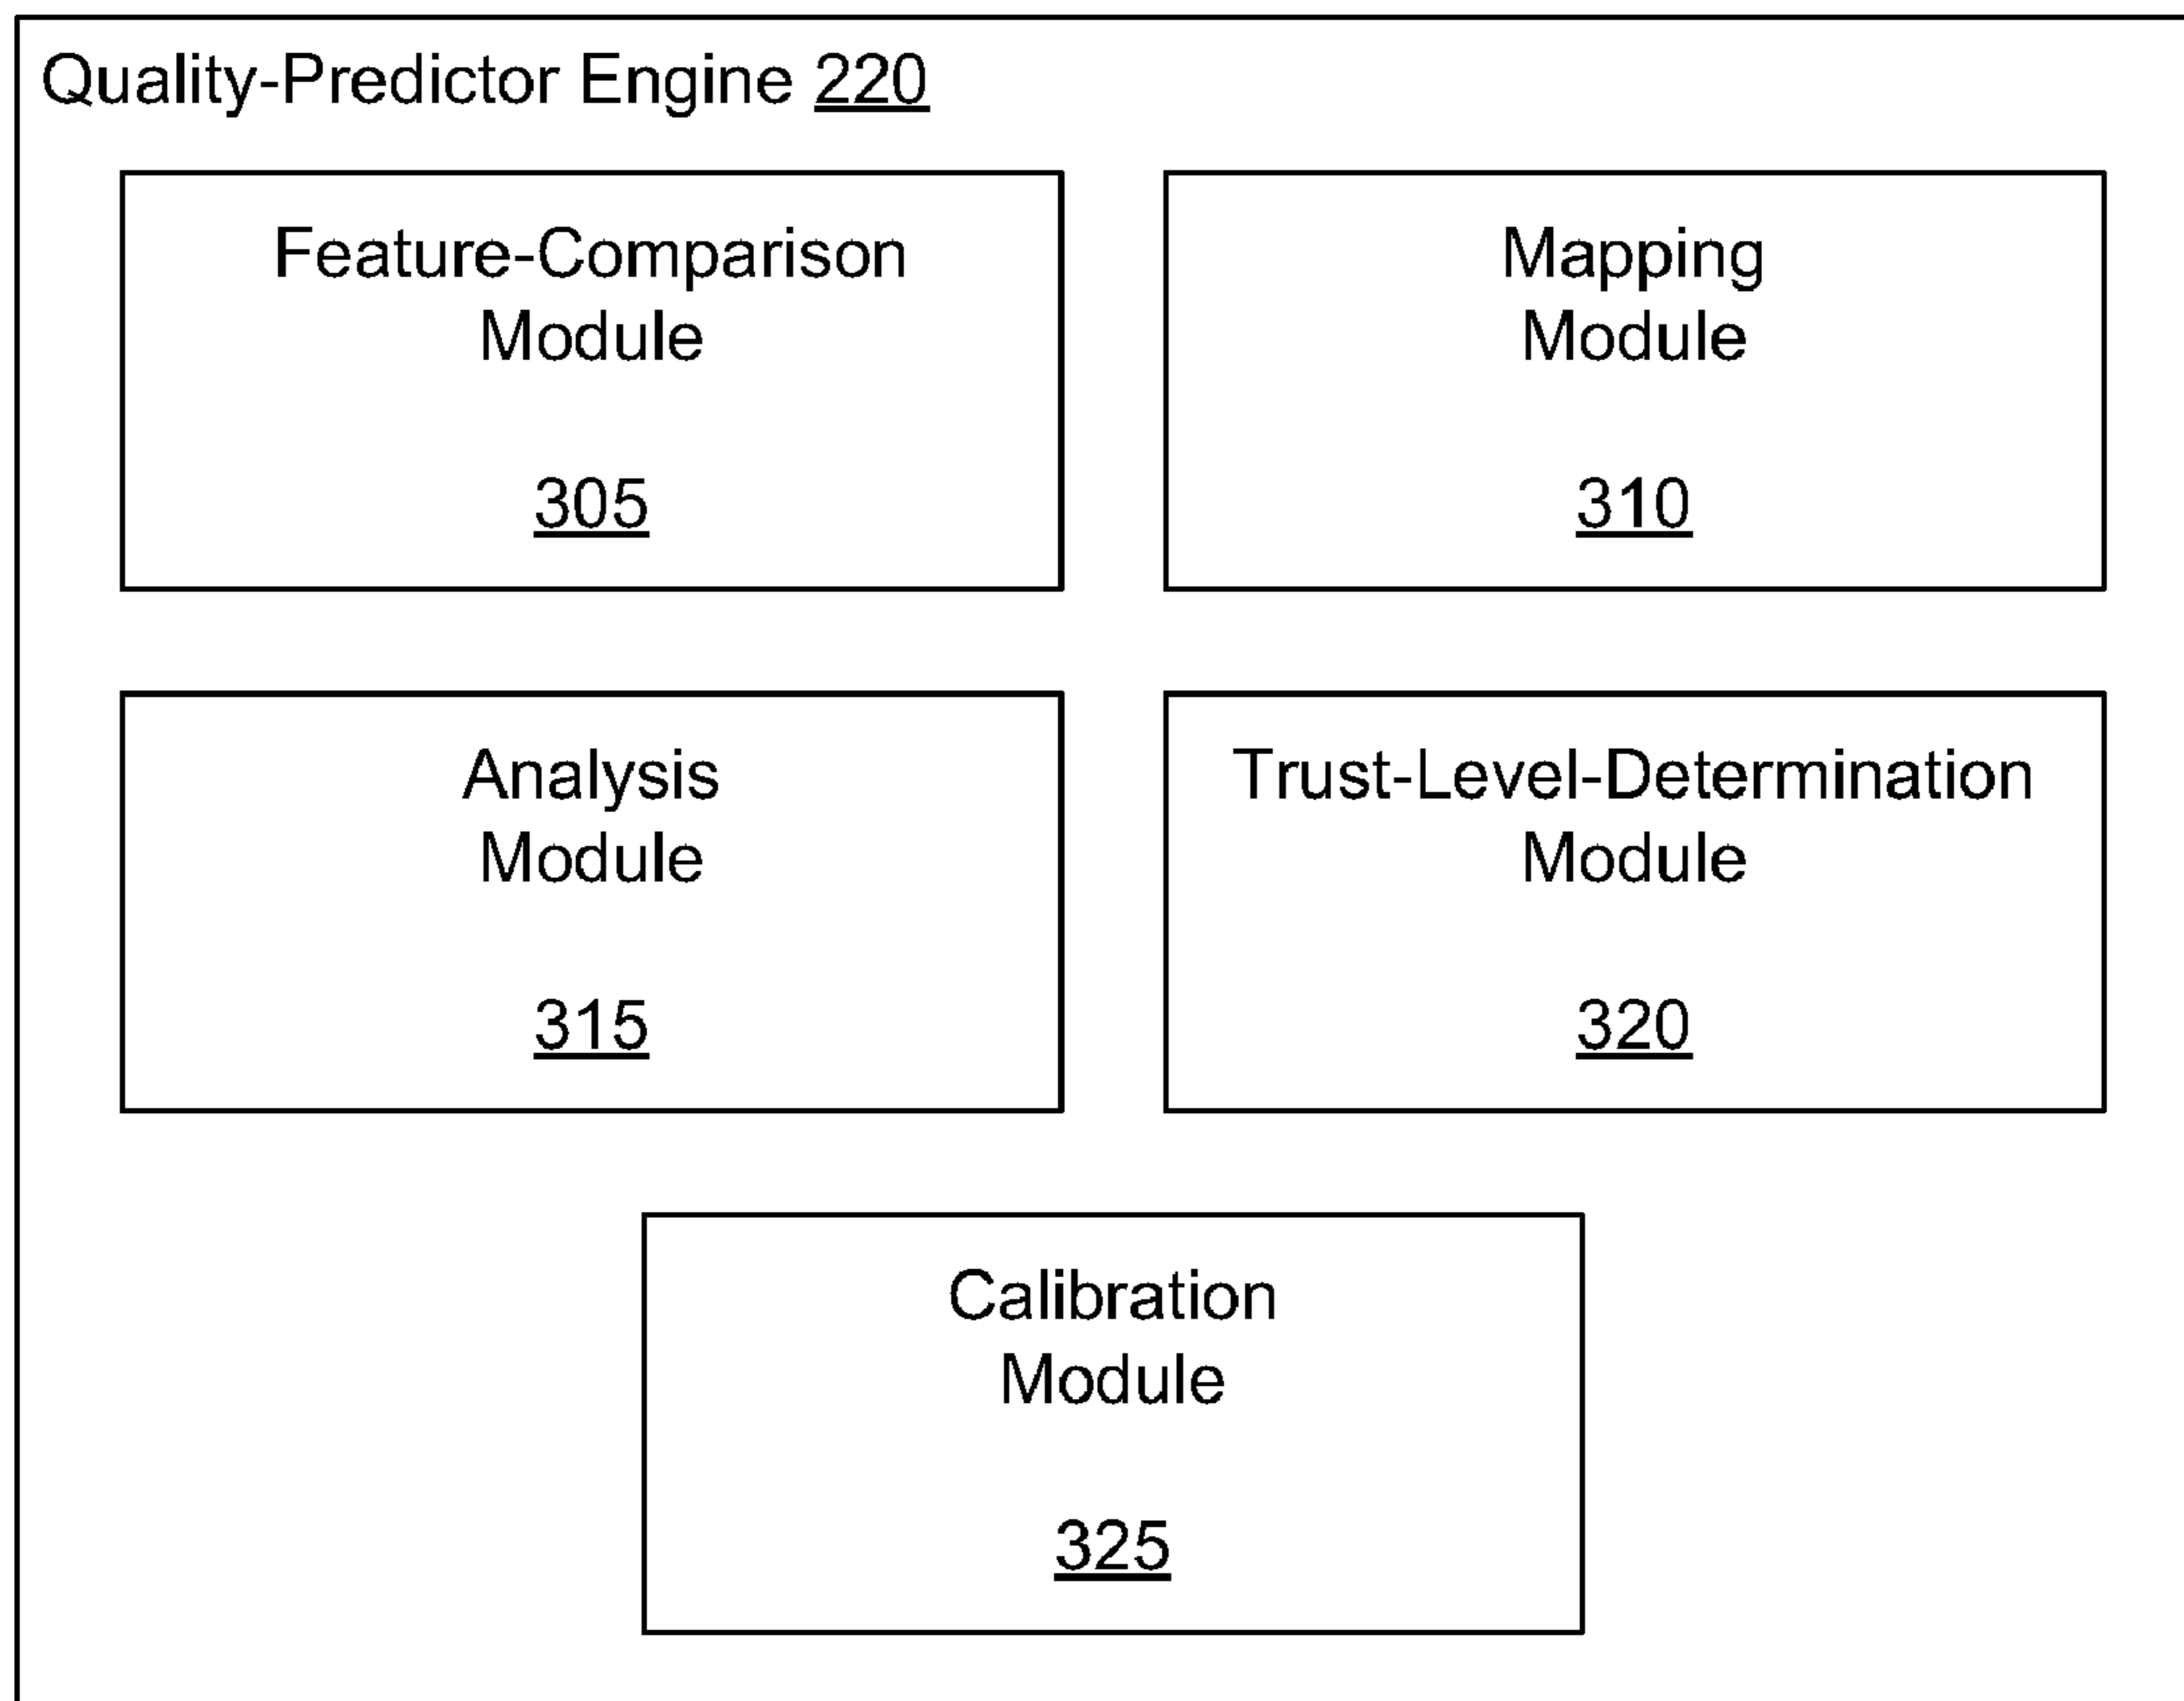 Quality-Predictor Engine 220
Feature-Comparison
Module
305
Mapping
Module
310
Analysis
Module
315
Trust-Level-Determination
Module
320
Calibration
Module
325